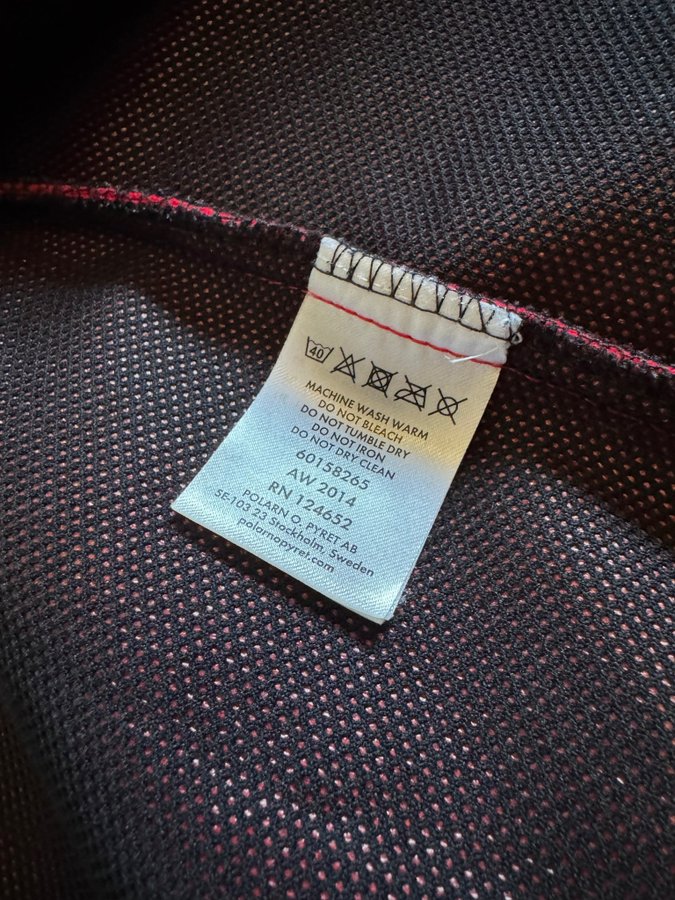 40
MACHINE WASH WARM
DO NOT BLEACH
DO NOT TUMBLE DRY
DO NOT IRON
DO NOT DRY CLEAN
60158265
AW 2014
RN 124652
POLARN O. PYRET AB
SE-103 23 Stockholm, Sweden
polarnopyret.com